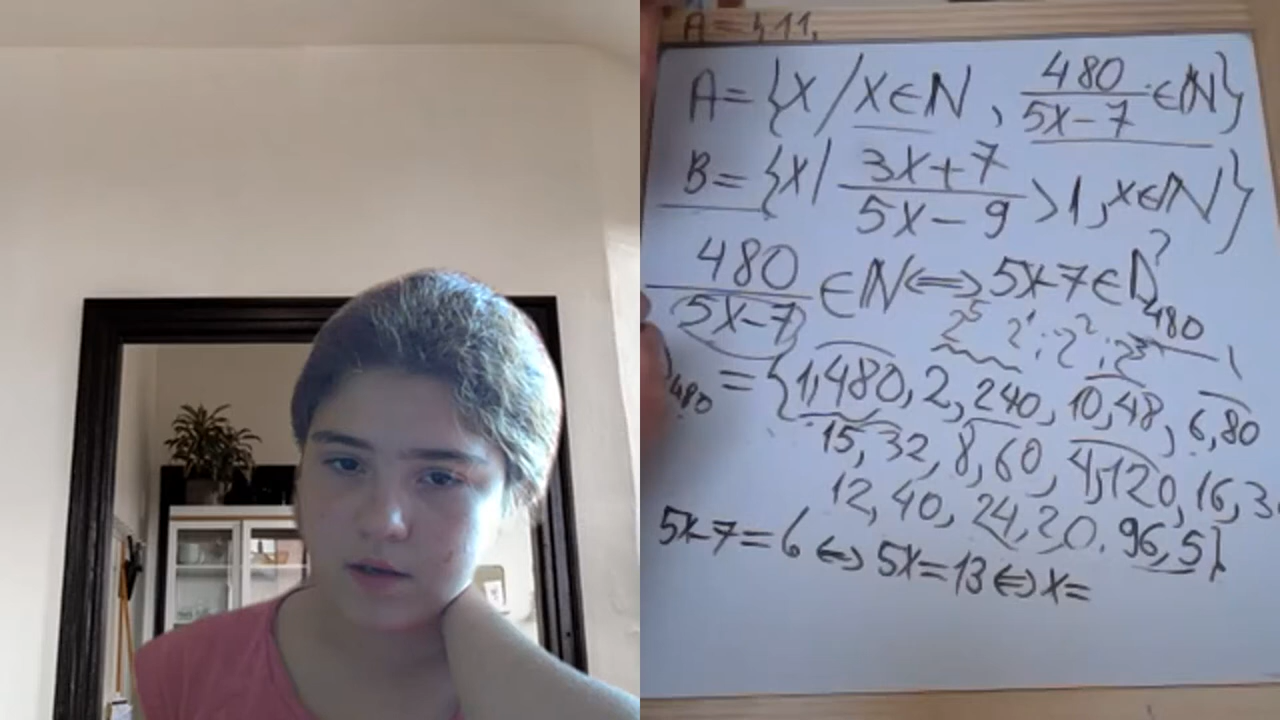 A = {11,
A = {x / x ∈ N, 480/(5x-7) ∈ N}
B = {x | (3x+7)/(5x-9) > 1, x ∈ N}
480/(5x-7) ∈ N ⇔ 5x-7 ∈ D480 ?
2^5 2^1; 2^2; 2^3
480 = {1, 480, 2, 240, 10, 48, 6, 80
15, 32, 8, 60, 4, 120, 16, 3
12, 40, 24, 20, 96, 5}
5x-7 = 6 ⇔ 5x = 13 ⇔ x =